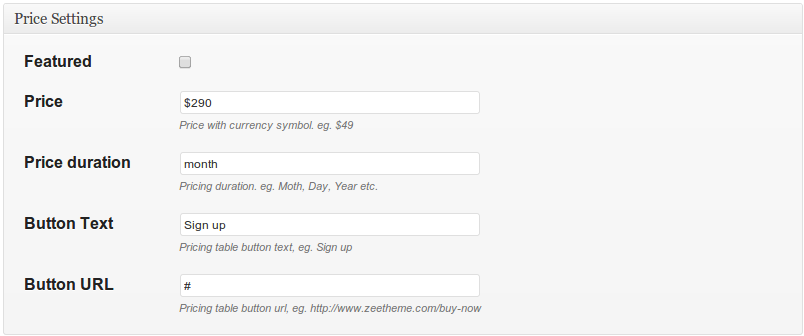 Price Settings
Featured
Price
$290
Price with currency symbol. eg. $49
Price duration
month
Pricing duration. eg. Moth, Day, Year etc.
Button Text
Sign up
Pricing table button text, eg. Sign up
Button URL
#
Pricing table button url, eg. http://www.zeetheme.com/buy-now